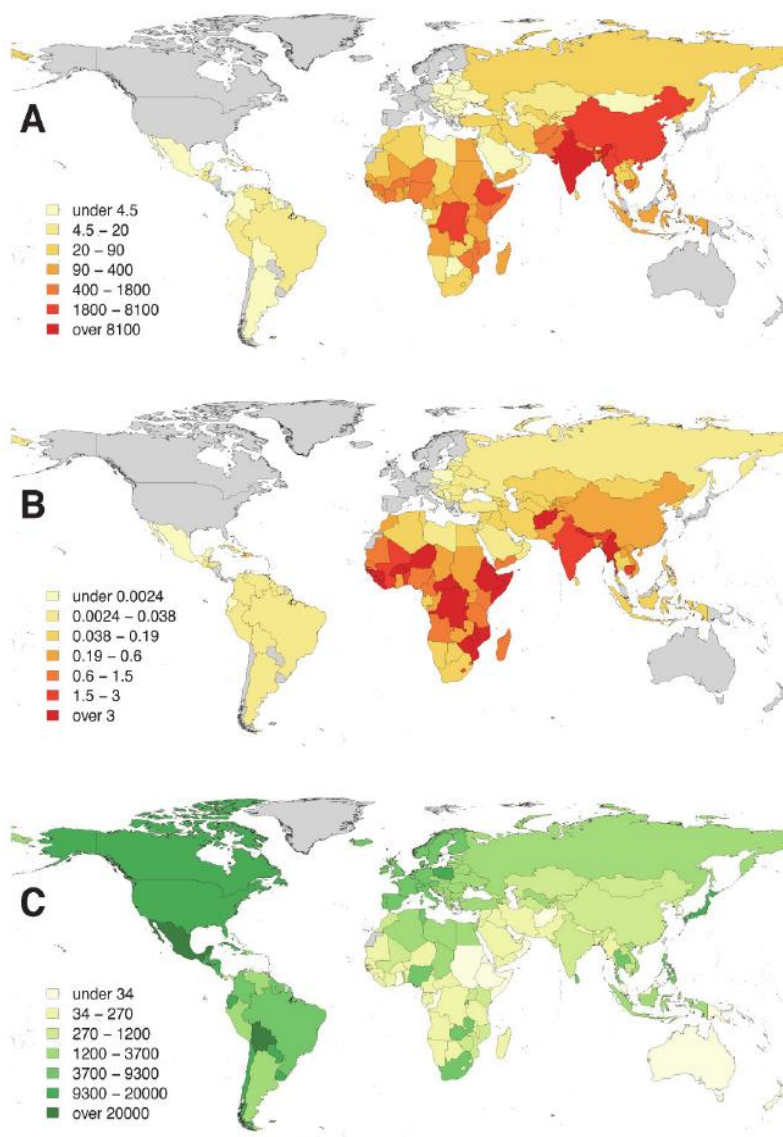 A
under 4.5
4.5 – 20
20 – 90
90 – 400
400 – 1800
1800 – 8100
over 8100
B
under 0.0024
0.0024 – 0.038
0.038 – 0.19
0.19 – 0.6
0.6 – 1.5
1.5 – 3
over 3
C
under 34
34 – 270
270 – 1200
1200 – 3700
3700 – 9300
9300 – 20000
over 20000